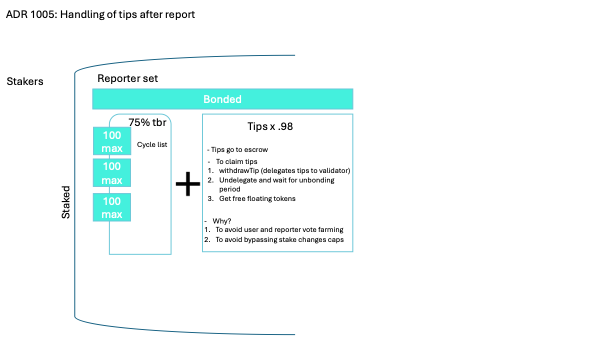 ADR 1005: Handling of tips after report
Stakers
Reporter set
Bonded
Staked
75% tbr
100
max
Cycle list
100
max
100
max
+
Tips x .98
- Tips go to escrow
- To claim tips
1. withdrawTip (delegates tips to validator)
2. Undelegate and wait for unbonding
period
3. Get free floating tokens
- Why?
1. To avoid user and reporter vote farming
2. To avoid bypassing stake changes caps